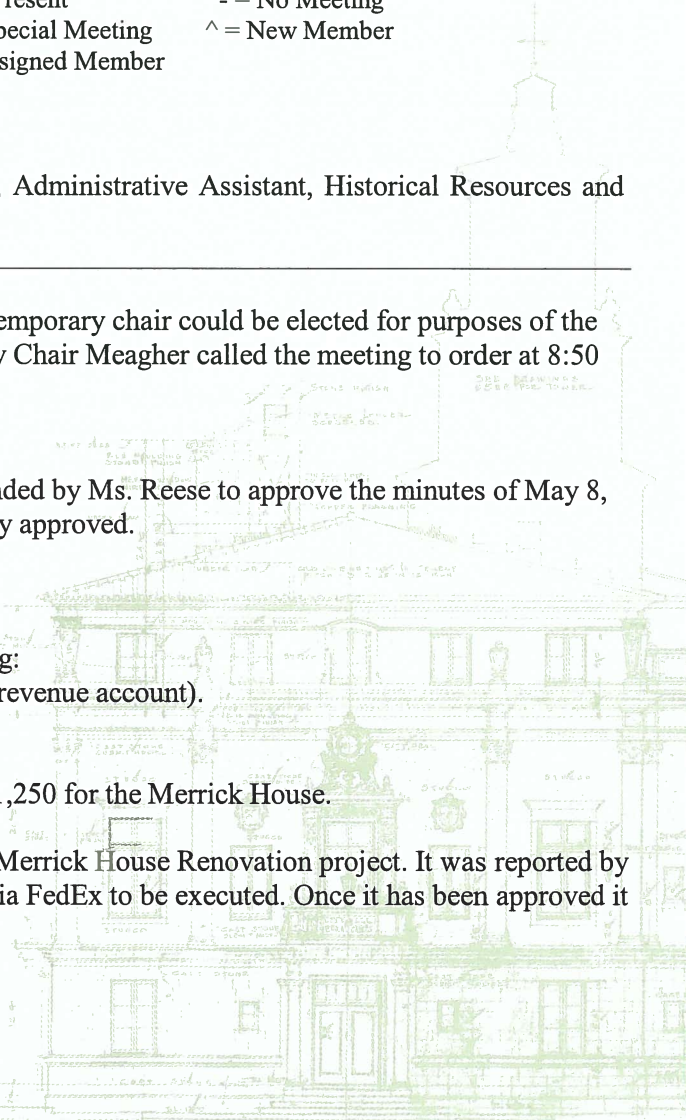 resent - = No Meeting
pecial Meeting ^ = New Member
signed Member
Administrative Assistant, Historical Resources and
emporary chair could be elected for purposes of the
y Chair Meagher called the meeting to order at 8:50
nded by Ms. Reese to approve the minutes of May 8,
y approved.
g:
revenue account).
,250 for the Merrick House.
Merrick House Renovation project. It was reported by
ia FedEx to be executed. Once it has been approved it